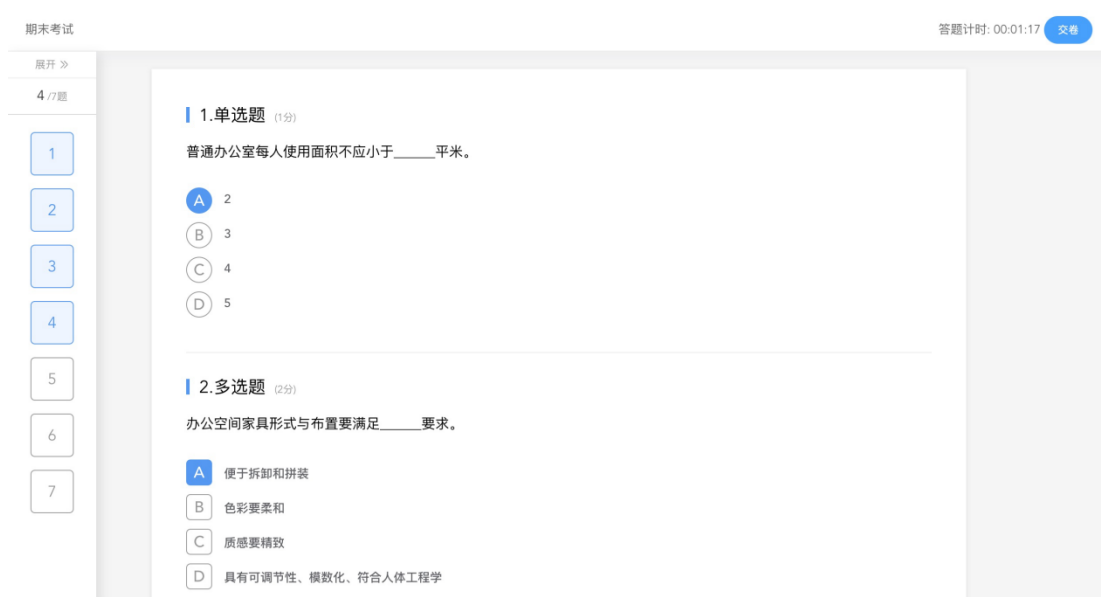 期末考试
答题计时: 00:01:17 交卷
展开 »
4 /7题
1
2
3
4
5
6
7
1.单选题 (1分)
普通办公室每人使用面积不应小于______平米。
A 2
B 3
C 4
D 5
2.多选题 (2分)
办公空间家具形式与布置要满足______要求。
A 便于拆卸和拼装
B 色彩要柔和
C 质感要精致
D 具有可调节性、模数化、符合人体工程学